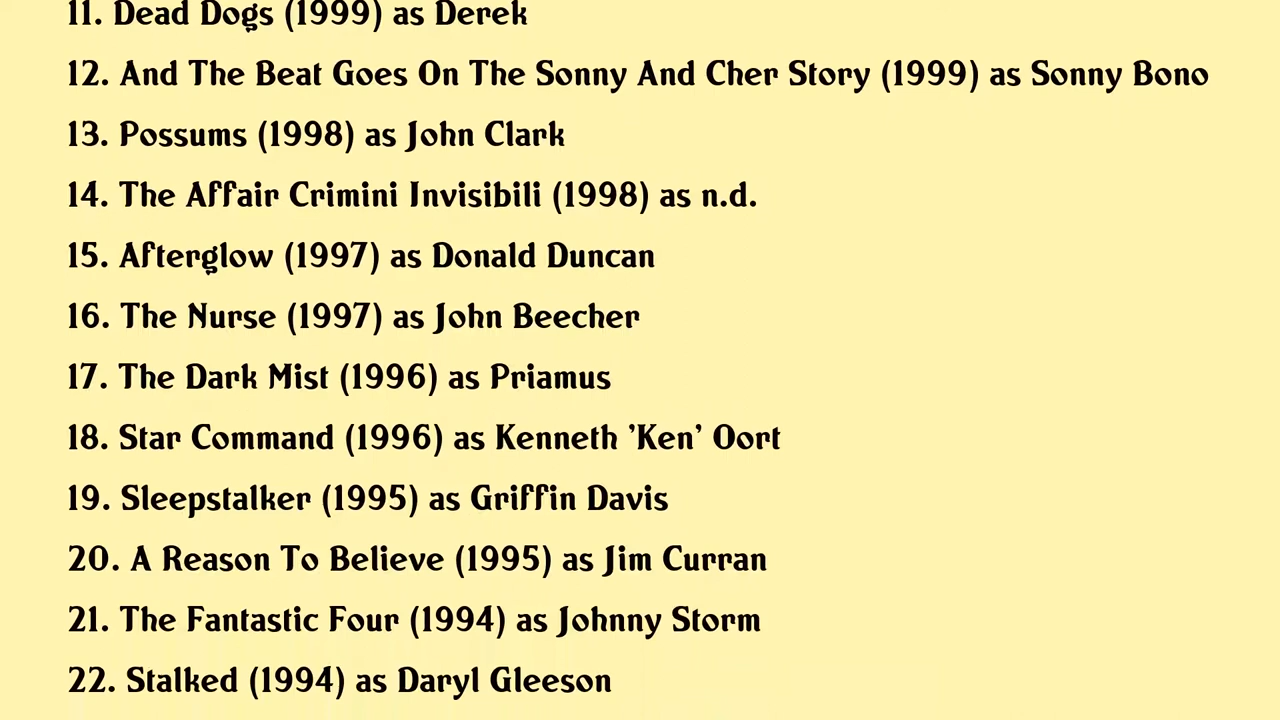 11. Dead Dogs (1999) as Derek
12. And The Beat Goes On The Sonny And Cher Story (1999) as Sonny Bono
13. Possums (1998) as John Clark
14. The Affair Crimini Invisibili (1998) as n.d.
15. Afterglow (1997) as Donald Duncan
16. The Nurse (1997) as John Beecher
17. The Dark Mist (1996) as Priamus
18. Star Command (1996) as Kenneth 'Ken' Oort
19. Sleepstalker (1995) as Griffin Davis
20. A Reason To Believe (1995) as Jim Curran
21. The Fantastic Four (1994) as Johnny Storm
22. Stalked (1994) as Daryl Gleeson